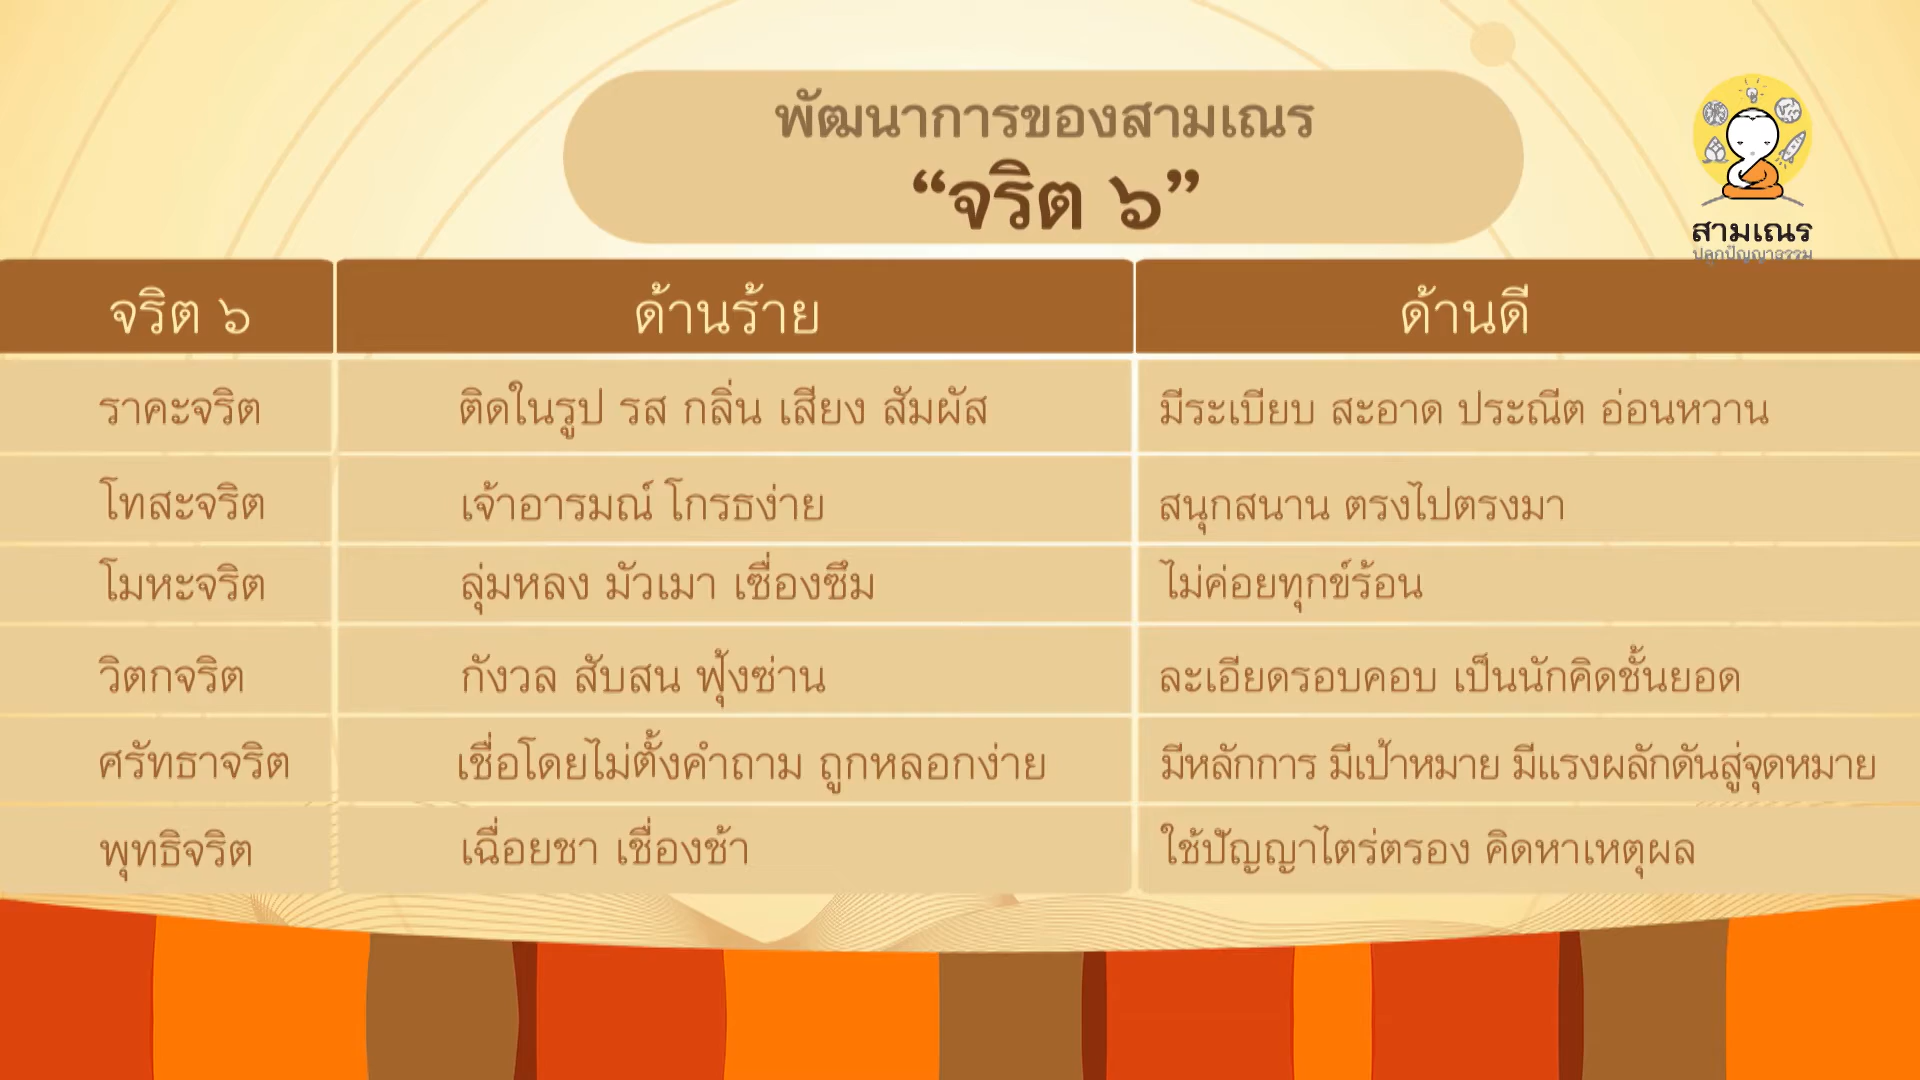 พัฒนาการของสามเณร
“จริต ๖”
สามเณร
ปลูกปัญญาธรรม
จริต ๖ ด้านร้าย ด้านดี
ราคะจริต ติดในรูป รส กลิ่น เสียง สัมผัส มีระเบียบ สะอาด ประณีต อ่อนหวาน
โทสะจริต เจ้าอารมณ์ โกรธง่าย สนุกสนาน ตรงไปตรงมา
โมหะจริต ลุ่มหลง มัวเมา เซื่องซึม ไม่ค่อยทุกข์ร้อน
วิตกจริต กังวล สับสน ฟุ้งซ่าน ละเอียดรอบคอบ เป็นนักคิดชั้นยอด
ศรัทธาจริต เชื่อโดยไม่ตั้งคำถาม ถูกหลอกง่าย มีหลักการ มีเป้าหมาย มีแรงผลักดันสู่จุดหมาย
พุทธิจริต เฉื่อยชา เชื่องช้า ใช้ปัญญาไตร่ตรอง คิดหาเหตุผล